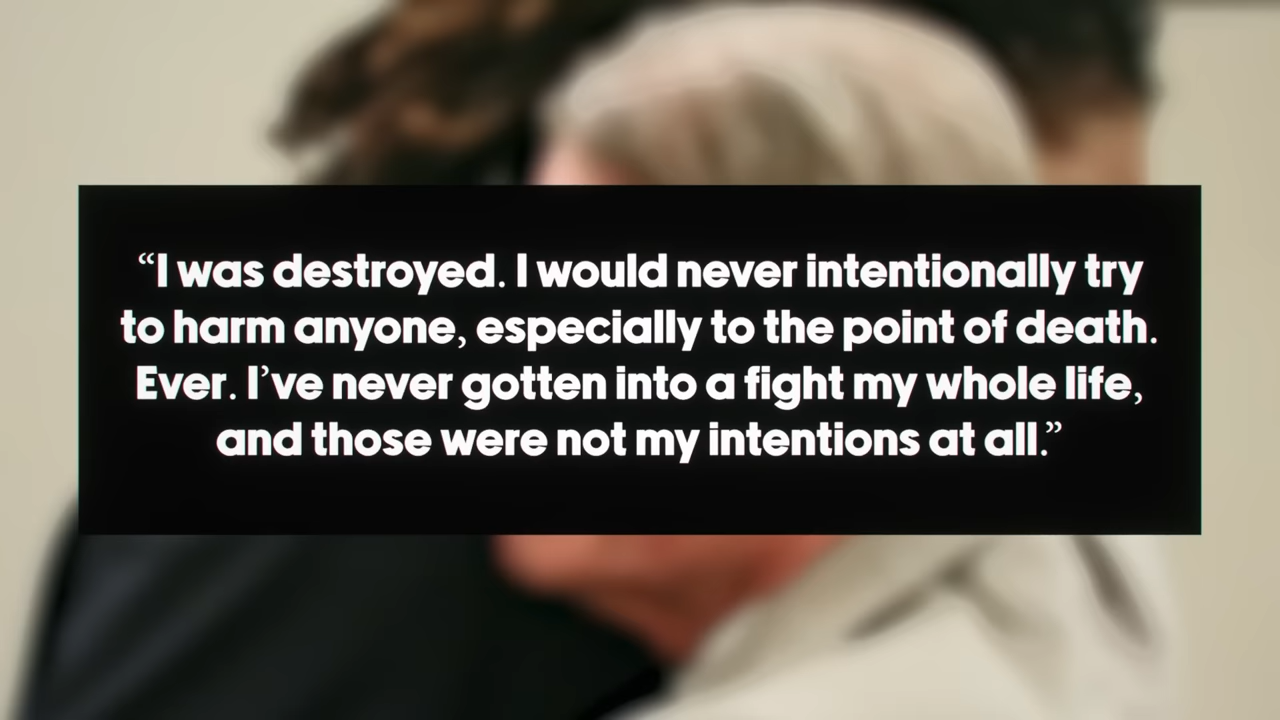 “I was destroyed. I would never intentionally try
to harm anyone, especially to the point of death.
Ever. I’ve never gotten into a fight my whole life,
and those were not my intentions at all.”